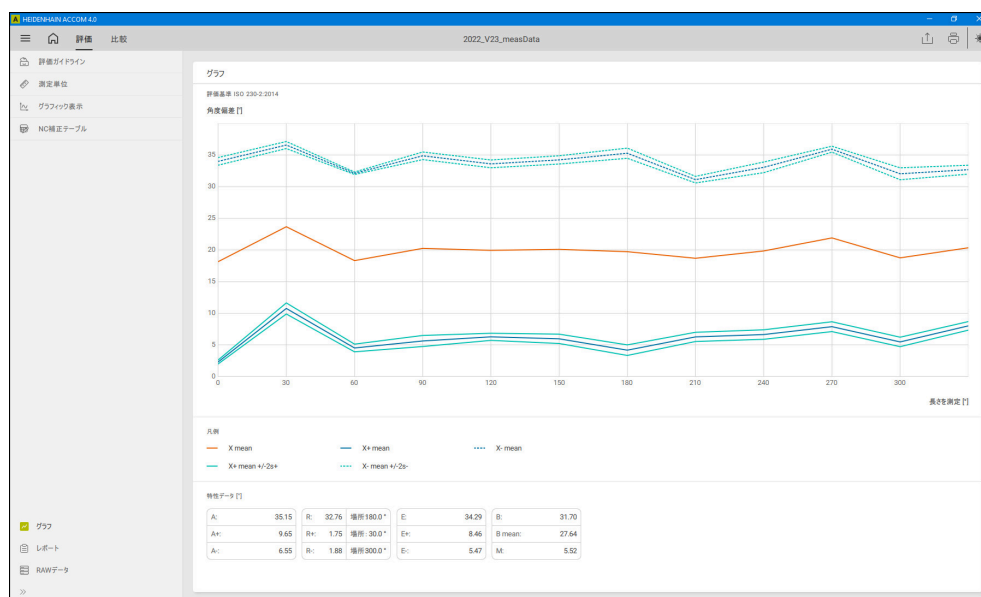 HEIDENHAIN ACCOM 4.0
評価 比較 2022_V23_measData
評価ガイドライン
測定単位
グラフィック表示
NC補正テーブル
グラフ
評価基準 ISO 230-2:2014
角度偏差 ["]
35
30
25
20
15
10
5
0
0 30 60 90 120 150 180 210 240 270 300
長さを測定 [°]
凡例
X mean X+ mean X- mean
X+ mean +/-2s+ X- mean +/-2s-
特性データ ["]
A: 35.15 R: 32.76 場所:180.0 ° E: 34.29 B: 31.70
A+: 9.65 R+: 1.75 場所: 30.0 ° E+: 8.46 B mean: 27.64
A-: 6.55 R-: 1.88 場所:300.0 ° E-: 5.47 M: 5.52
グラフ
レポート
RAWデータ